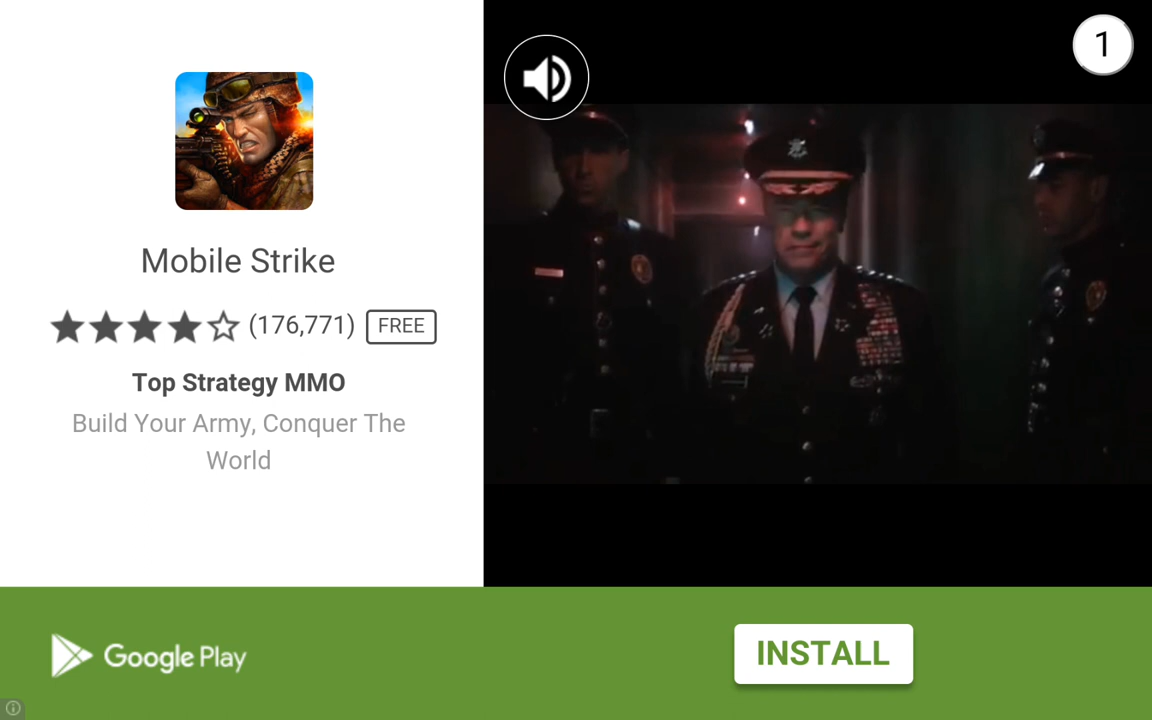 1
Mobile Strike
(176,771) FREE
Top Strategy MMO
Build Your Army, Conquer The
World
Google Play
INSTALL